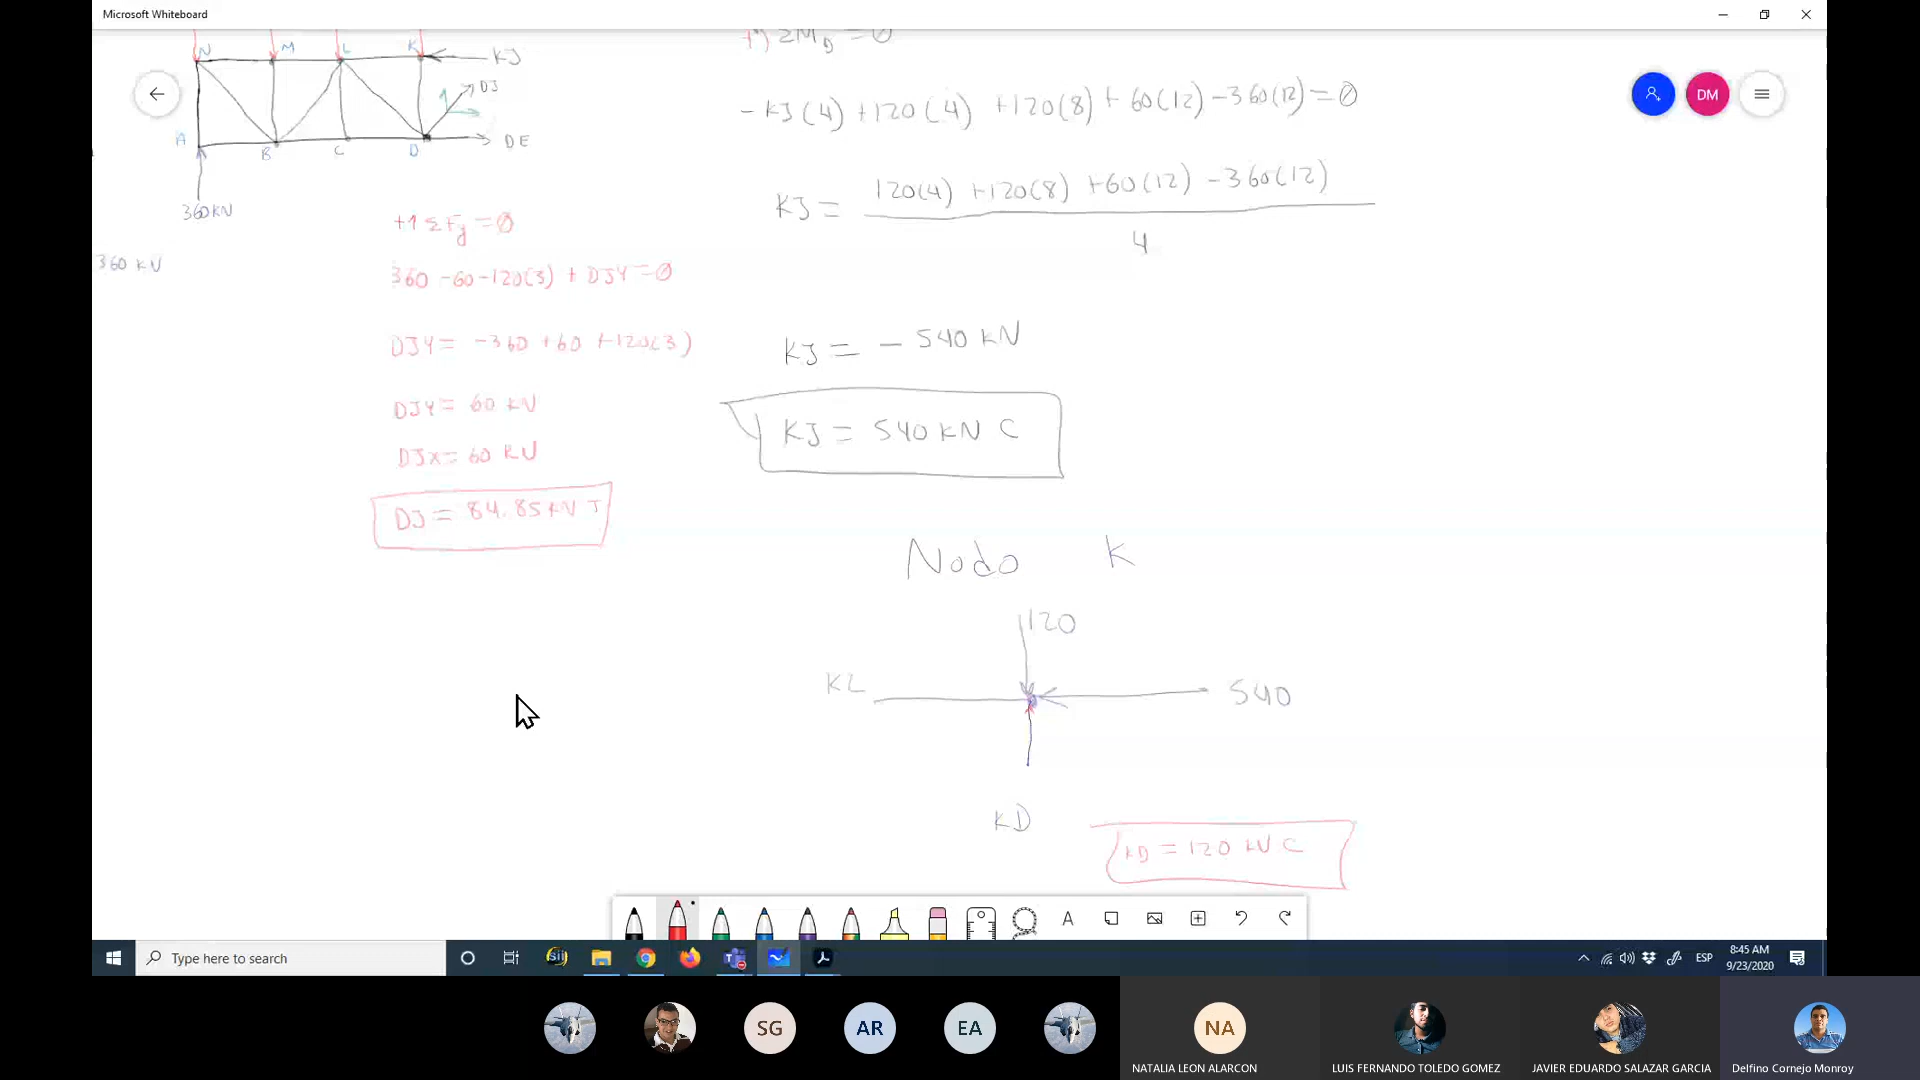 Microsoft Whiteboard
N M L K KJ
DJ
A B C D DE
360KN
360 KN
+↑ΣFy = 0
360 -60 -120(3) + DJY = 0
DJY = -360 +60 +120(3)
DJY = 60 KN
DJX = 60 KN
DJ = 84.85 KN T
+) ΣM_D = 0
-KJ(4) +120(4) +120(8) +60(12) -360(12) = 0
KJ = 120(4) +120(8) +60(12) -360(12)
4
KJ = - 540 KN
KJ = 540 KN C
Nodo K
120
KL
540
KD
KD = 120 KN C
DM
A
Type here to search
sii
ESP
8:45 AM
9/23/2020
SG
AR
EA
NA
NATALIA LEON ALARCON
LUIS FERNANDO TOLEDO GOMEZ
JAVIER EDUARDO SALAZAR GARCIA
Delfino Cornejo Monroy